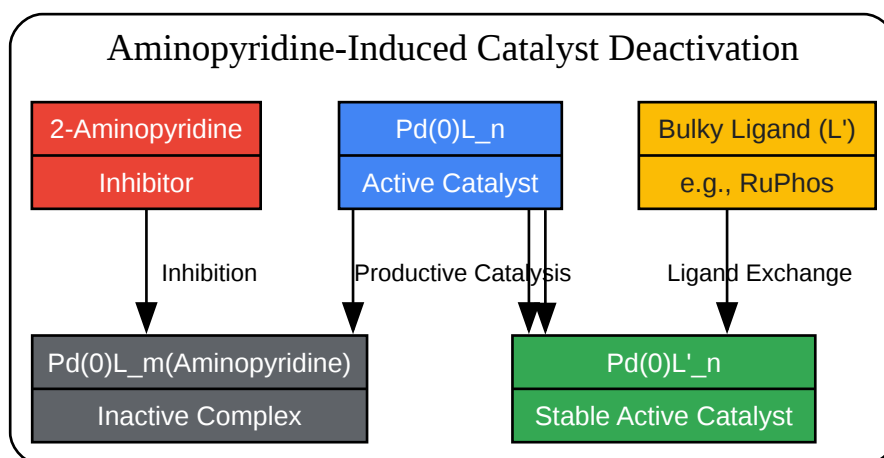 Aminopyridine-Induced Catalyst Deactivation
2-Aminopyridine
Inhibitor
Pd(0)L_n
Active Catalyst
Bulky Ligand (L')
e.g., RuPhos
Inhibition
Productive Catalysis
Ligand Exchange
Pd(0)L_m(Aminopyridine)
Inactive Complex
Pd(0)L'_n
Stable Active Catalyst